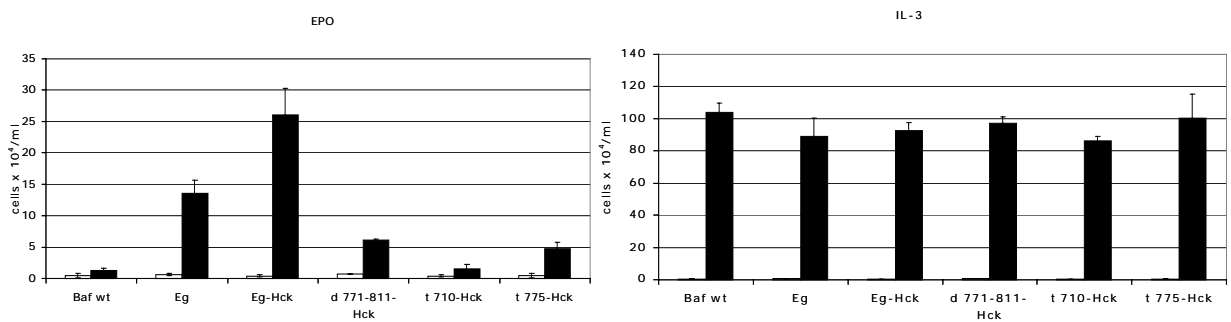 EPO
cells x 10⁴/ml
35
30
25
20
15
10
5
0
Baf wt Eg Eg-Hck d 771-811-Hck t 710-Hck t 775-Hck
IL-3
cells x 10⁴/ml
140
120
100
80
60
40
20
0
Baf wt Eg Eg-Hck d 771-811-Hck t 710-Hck t 775-Hck